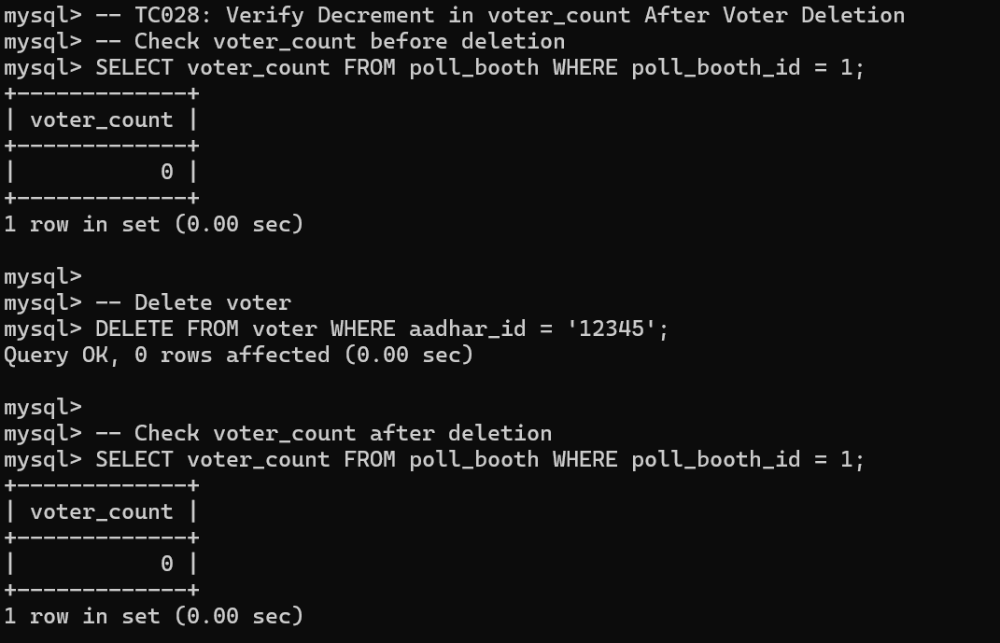 mysql> -- TC028: Verify Decrement in voter_count After Voter Deletion
mysql> -- Check voter_count before deletion
mysql> SELECT voter_count FROM poll_booth WHERE poll_booth_id = 1;
+-------------+
| voter_count |
+-------------+
|           0 |
+-------------+
1 row in set (0.00 sec)

mysql>
mysql> -- Delete voter
mysql> DELETE FROM voter WHERE aadhar_id = '12345';
Query OK, 0 rows affected (0.00 sec)

mysql>
mysql> -- Check voter_count after deletion
mysql> SELECT voter_count FROM poll_booth WHERE poll_booth_id = 1;
+-------------+
| voter_count |
+-------------+
|           0 |
+-------------+
1 row in set (0.00 sec)